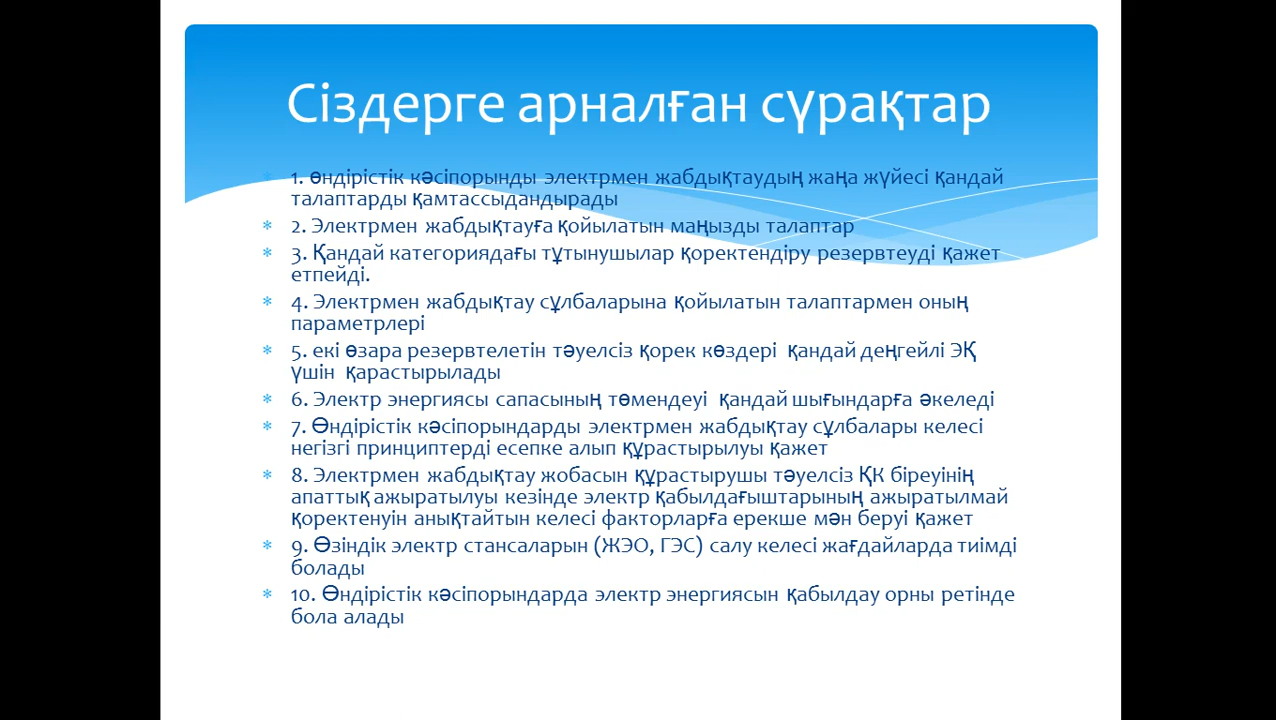 Сіздерге арналған сүрақтар
1. өндірістік кәсіпорынды электрмен жабдықтаудың жаңа жүйесі қандай
талаптарды қамтассыдандырады
* 2. Электрмен жабдықтауға қойылатын маңызды талаптар
* 3. Қандай категориядағы тұтынушылар қоректендіру резервтеуді қажет
етпейді.
* 4. Электрмен жабдықтау сұлбаларына қойылатын талаптармен оның
параметрлері
* 5. екі өзара резервтелетін тәуелсіз қорек көздері қандай деңгейлі ЭҚ
үшін қарастырылады
* 6. Электр энергиясы сапасының төмендеуі қандай шығындарға әкеледі
* 7. Өндірістік кәсіпорындарды электрмен жабдықтау сұлбалары келесі
негізгі принциптерді есепке алып құрастырылуы қажет
* 8. Электрмен жабдықтау жобасын құрастырушы тәуелсіз ҚК біреуінің
апаттық ажыратылуы кезінде электр қабылдағыштарының ажыратылмай
қоректенуін анықтайтын келесі факторларға ерекше мән беруі қажет
* 9. Өзіндік электр стансаларын (ЖЭО, ГЭС) салу келесі жағдайларда тиімді
болады
* 10. Өндірістік кәсіпорындарда электр энергиясын қабылдау орны ретінде
бола алады